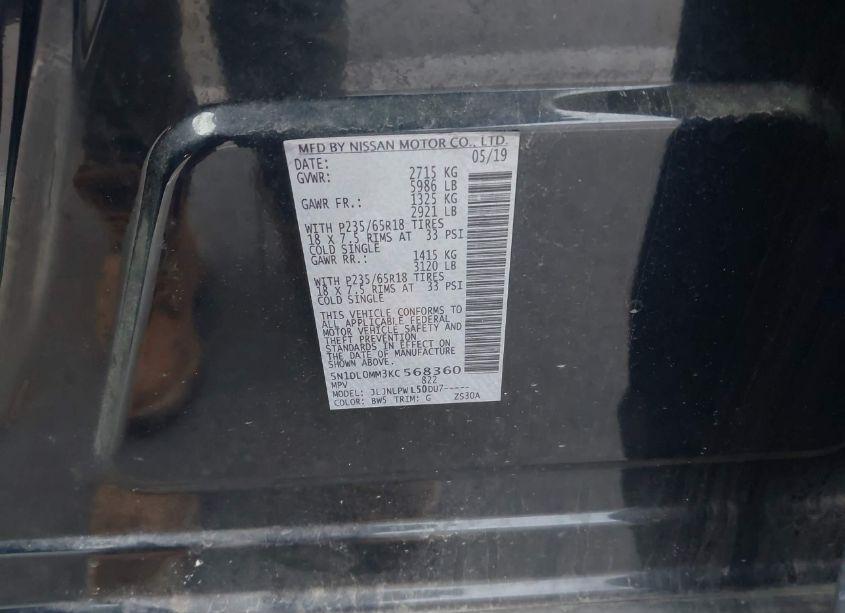 MFD BY NISSAN MOTOR CO., LTD.
DATE: 05/19
GVWR: 2715 KG
5986 LB
GAWR FR.: 1325 KG
2921 LB
WITH P235/65R18 TIRES
18 X 7.5 RIMS AT 33 PSI
COLD SINGLE
GAWR RR.: 1415 KG
3120 LB
WITH P235/65R18 TIRES
18 X 7.5 RIMS AT 33 PSI
COLD SINGLE
THIS VEHICLE CONFORMS TO
ALL APPLICABLE FEDERAL
MOTOR VEHICLE SAFETY AND
THEFT PREVENTION
STANDARDS IN EFFECT ON
THE DATE OF MANUFACTURE
SHOWN ABOVE.
5N1DL0MM3KC568360
MPV 822
MODEL: JLJNLPWL50DU7-----
COLOR: BW5 TRIM: G ZS30A